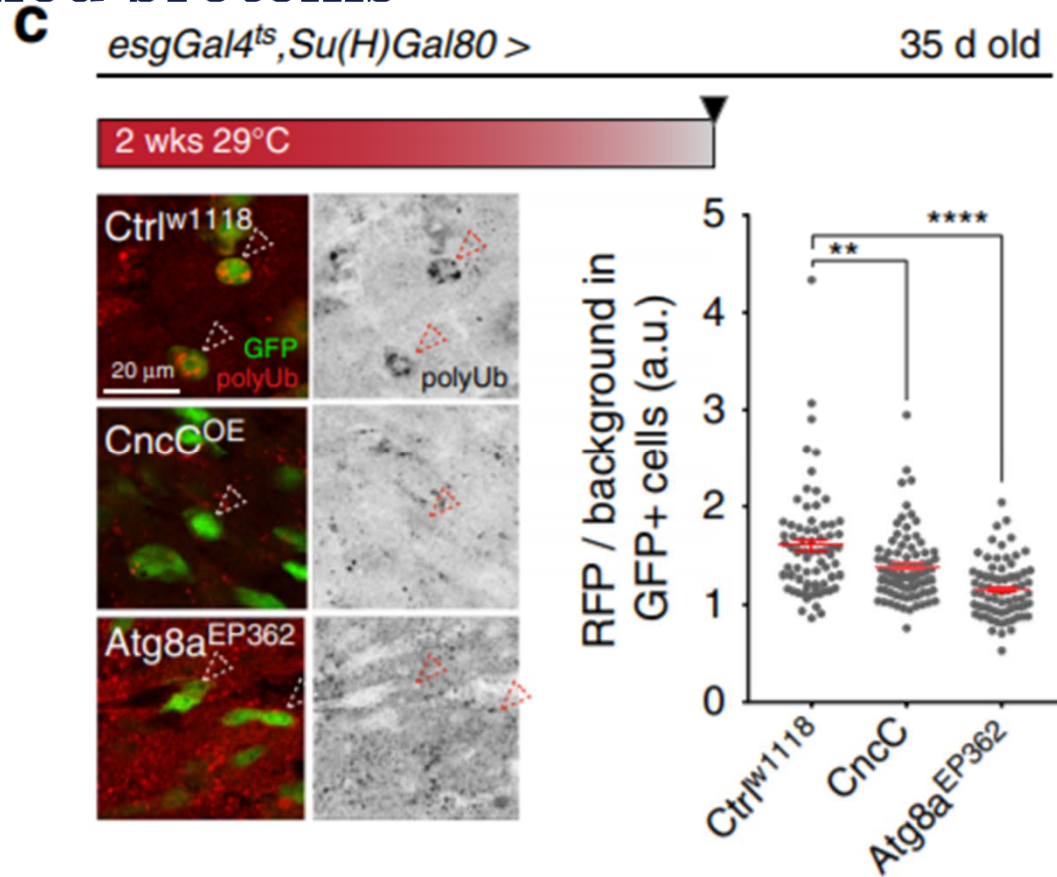 c
esgGal4ts,Su(H)Gal80 > 35 d old
2 wks 29°C
Ctrlw1118
GFP
20 μm polyUb
polyUb
CncCOE
Atg8aEP362
RFP / background in
GFP+ cells (a.u.)
5
4
3
2
1
0
****
**
Ctrlw1118
CncC
Atg8aEP362